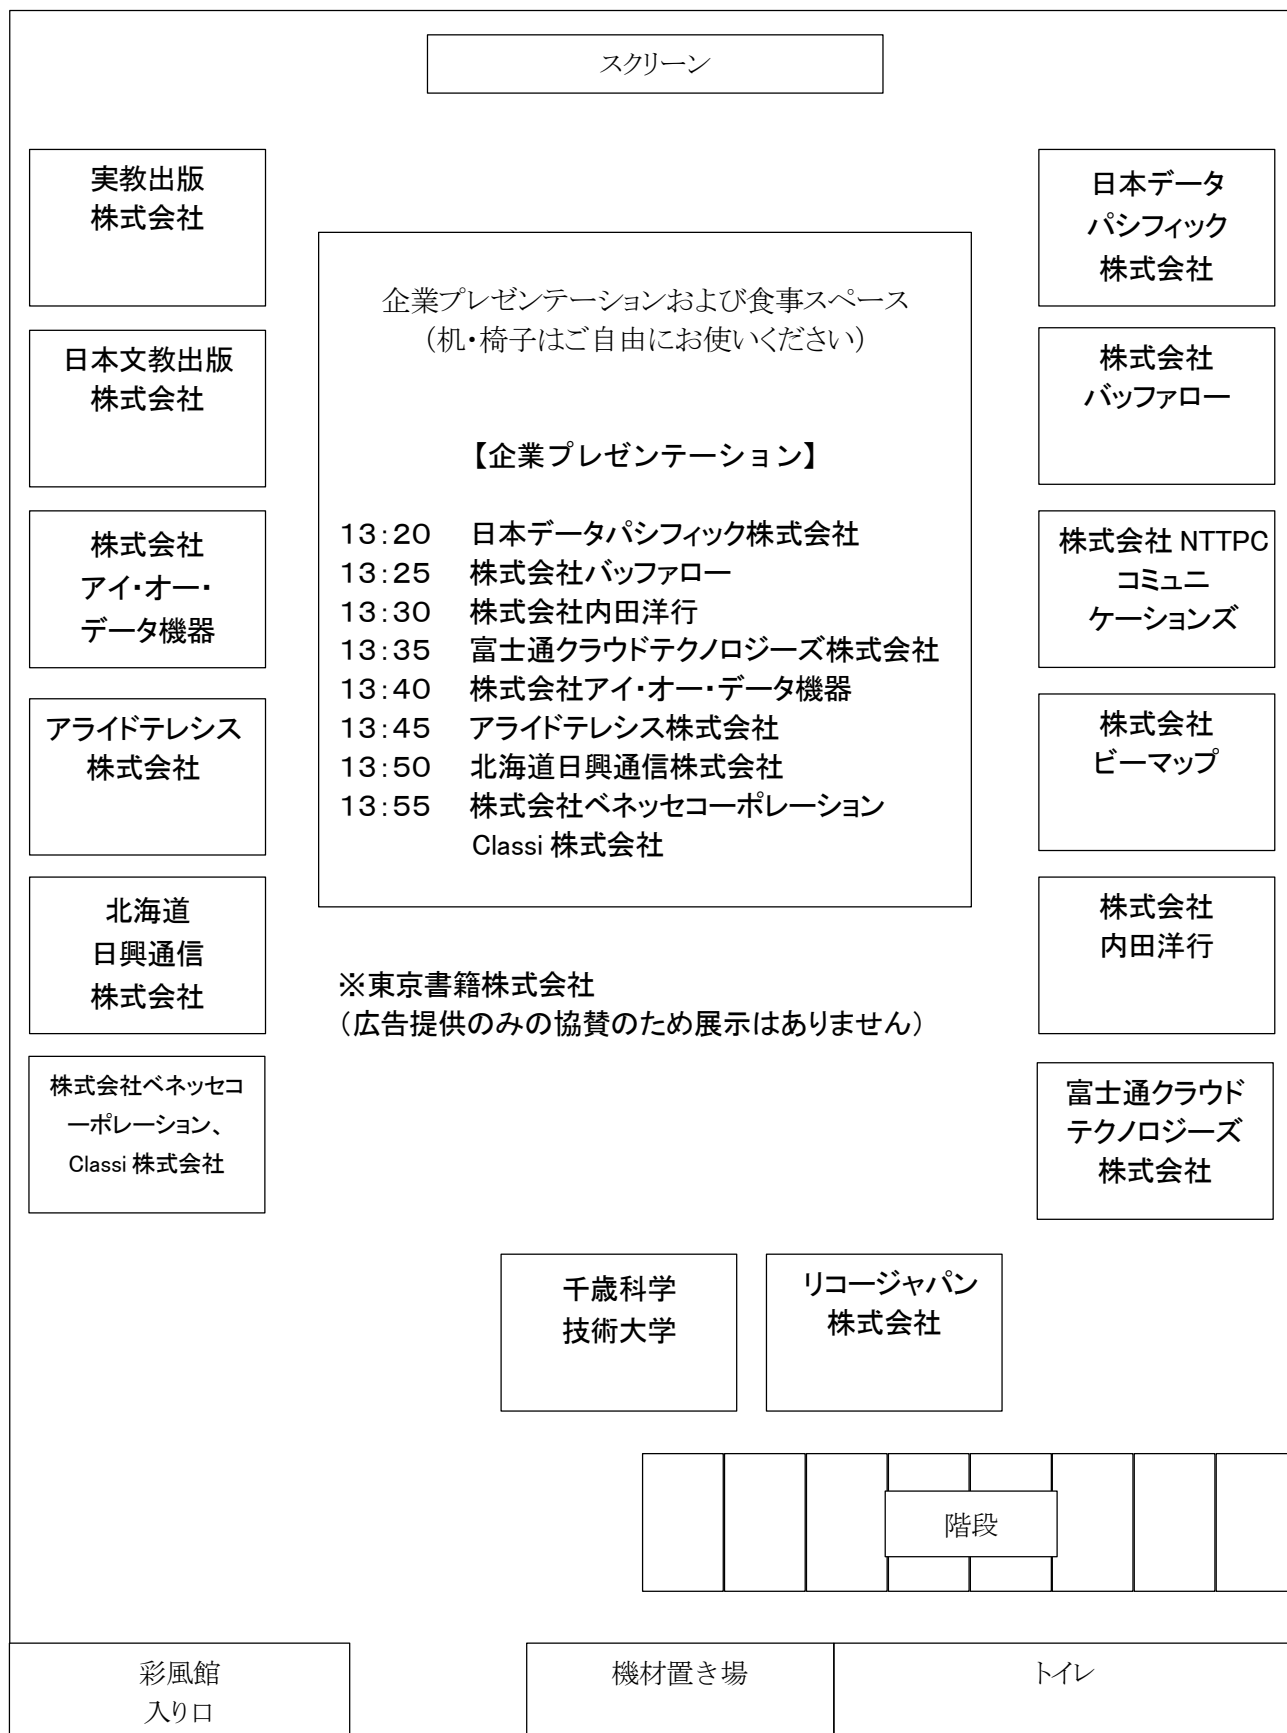 スクリーン
実教出版
株式会社
日本文教出版
株式会社
株式会社
アイ・オー・
データ機器
アライドテレシス
株式会社
北海道
日興通信
株式会社
株式会社ベネッセコ
ーポレーション、
Classi 株式会社
企業プレゼンテーションおよび食事スペース
（机・椅子はご自由にお使いください）
【企業プレゼンテーション】
１３：２０ 日本データパシフィック株式会社
１３：２５ 株式会社バッファロー
１３：３０ 株式会社内田洋行
１３：３５ 富士通クラウドテクノロジーズ株式会社
１３：４０ 株式会社アイ・オー・データ機器
１３：４５ アライドテレシス株式会社
１３：５０ 北海道日興通信株式会社
１３：５５ 株式会社ベネッセコーポレーション
Classi 株式会社
※東京書籍株式会社
（広告提供のみの協賛のため展示はありません）
日本データ
パシフィック
株式会社
株式会社
バッファロー
株式会社 NTTPC
コミュニ
ケーションズ
株式会社
ビーマップ
株式会社
内田洋行
富士通クラウド
テクノロジーズ
株式会社
千歳科学
技術大学
リコージャパン
株式会社
階段
彩風館
入り口
機材置き場
トイレ